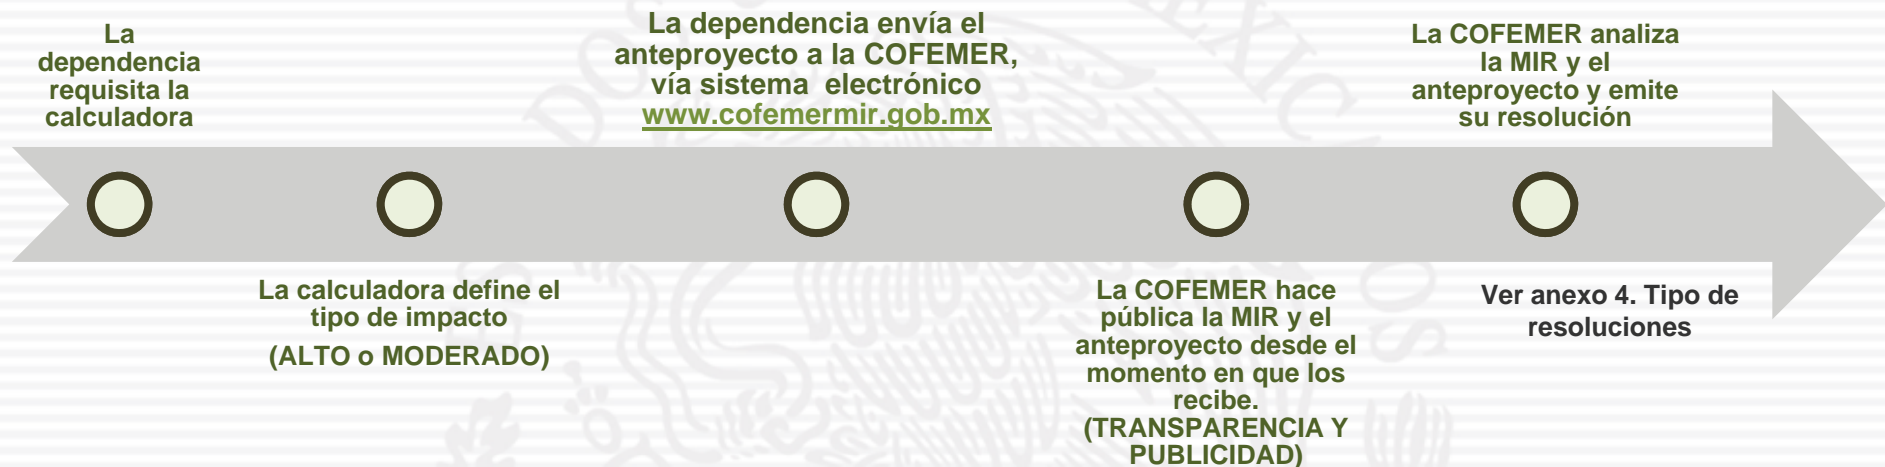 La
dependencia
requisita la
calculadora
La calculadora define el
tipo de impacto
(ALTO o MODERADO)
La dependencia envía el
anteproyecto a la COFEMER,
vía sistema electrónico
www.cofemermir.gob.mx
La COFEMER hace
pública la MIR y el
anteproyecto desde el
momento en que los
recibe.
(TRANSPARENCIA Y
PUBLICIDAD)
La COFEMER analiza
la MIR y el
anteproyecto y emite
su resolución
Ver anexo 4. Tipo de
resoluciones